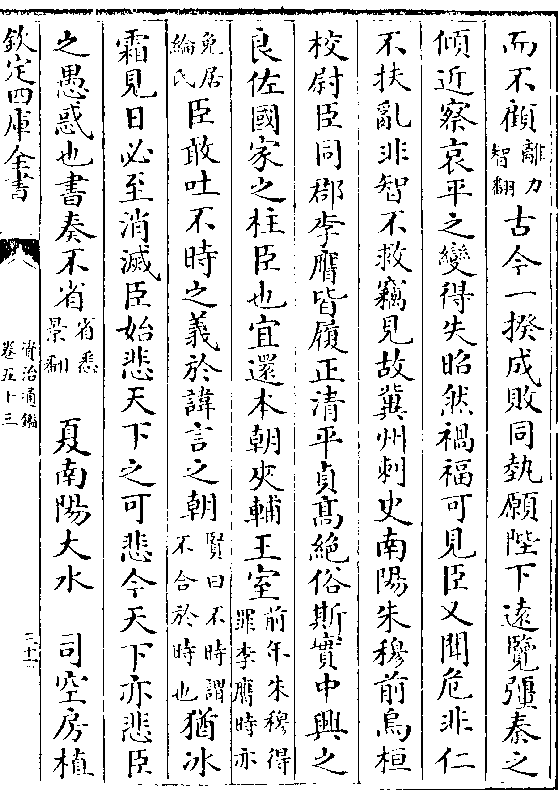 而不顧離力智翻古今一揆成敗同埶願陛下逺覽彊秦之
傾近察哀平之變得失昭然禍福可見臣又聞危非仁
不扶亂非智不救竊見故冀州刺史南陽朱穆前烏桓
校尉臣同郡李膺皆履正清平貞髙絶俗斯實中興之
良佐國家之柱臣也宜還本朝夾輔王室前年朱穆得罪李膺時亦
免居綸氏臣敢吐不時之義於諱言之朝賢曰不時謂不合於時也猶冰
霜見日必至消滅臣始悲天下之可悲今天下亦悲臣
之愚惑也書奏不省省悉景翻 夏南陽大水 司空房植
欽定四庫全書
資治通鑑
卷五十三
三十二